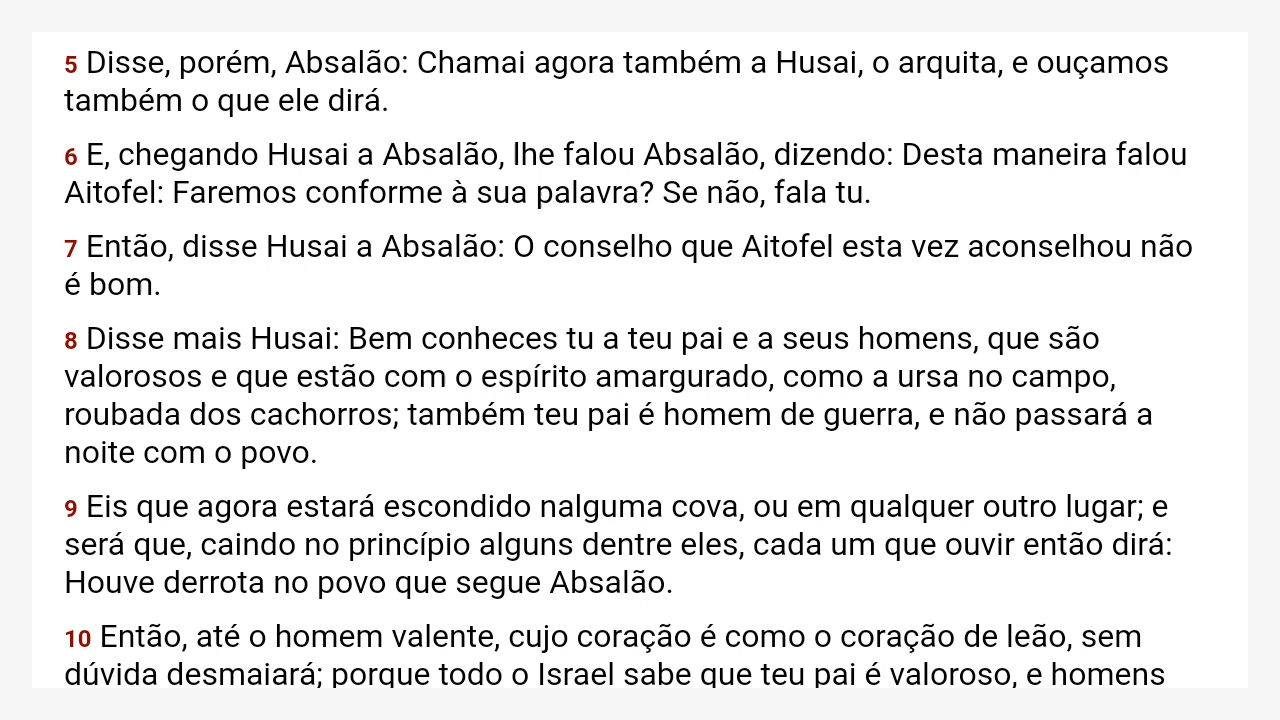 5 Disse, porém, Absalão: Chamai agora também a Husai, o arquita, e ouçamos
também o que ele dirá.
6 E, chegando Husai a Absalão, lhe falou Absalão, dizendo: Desta maneira falou
Aitofel: Faremos conforme à sua palavra? Se não, fala tu.
7 Então, disse Husai a Absalão: O conselho que Aitofel esta vez aconselhou não
é bom.
8 Disse mais Husai: Bem conheces tu a teu pai e a seus homens, que são
valorosos e que estão com o espírito amargurado, como a ursa no campo,
roubada dos cachorros; também teu pai é homem de guerra, e não passará a
noite com o povo.
9 Eis que agora estará escondido nalguma cova, ou em qualquer outro lugar; e
será que, caindo no princípio alguns dentre eles, cada um que ouvir então dirá:
Houve derrota no povo que segue Absalão.
10 Então, até o homem valente, cujo coração é como o coração de leão, sem
dúvida desmaiará; porque todo o Israel sabe que teu pai é valoroso, e homens